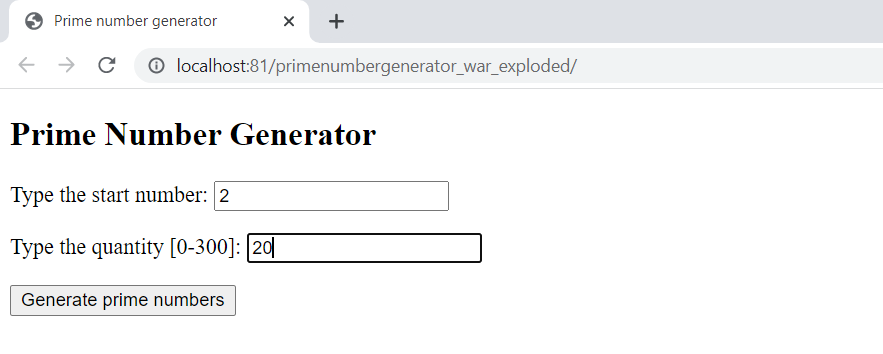 Prime number generator
localhost:81/primenumbergenerator_war_exploded/
Prime Number Generator
Type the start number: 2
Type the quantity [0-300]: 20
Generate prime numbers